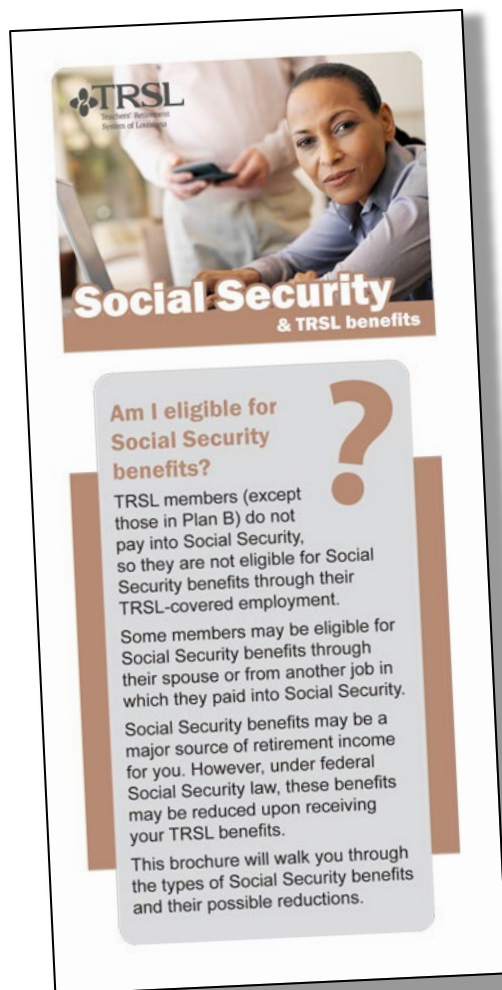 TRSL
Teachers' Retirement
System of Louisiana
Social Security
& TRSL benefits
Am I eligible for
Social Security
benefits?
?
TRSL members (except
those in Plan B) do not
pay into Social Security,
so they are not eligible for Social
Security benefits through their
TRSL-covered employment.
Some members may be eligible for
Social Security benefits through
their spouse or from another job in
which they paid into Social Security.
Social Security benefits may be a
major source of retirement income
for you. However, under federal
Social Security law, these benefits
may be reduced upon receiving
your TRSL benefits.
This brochure will walk you through
the types of Social Security benefits
and their possible reductions.